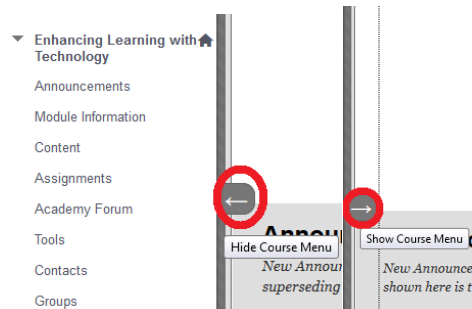 Enhancing Learning with
Technology
Announcements
Module Information
Content
Assignments
Academy Forum
Tools
Contacts
Groups
←
Hide Course Menu
New Announ
superseding
→
Show Course Menu
New Announce
shown here is t